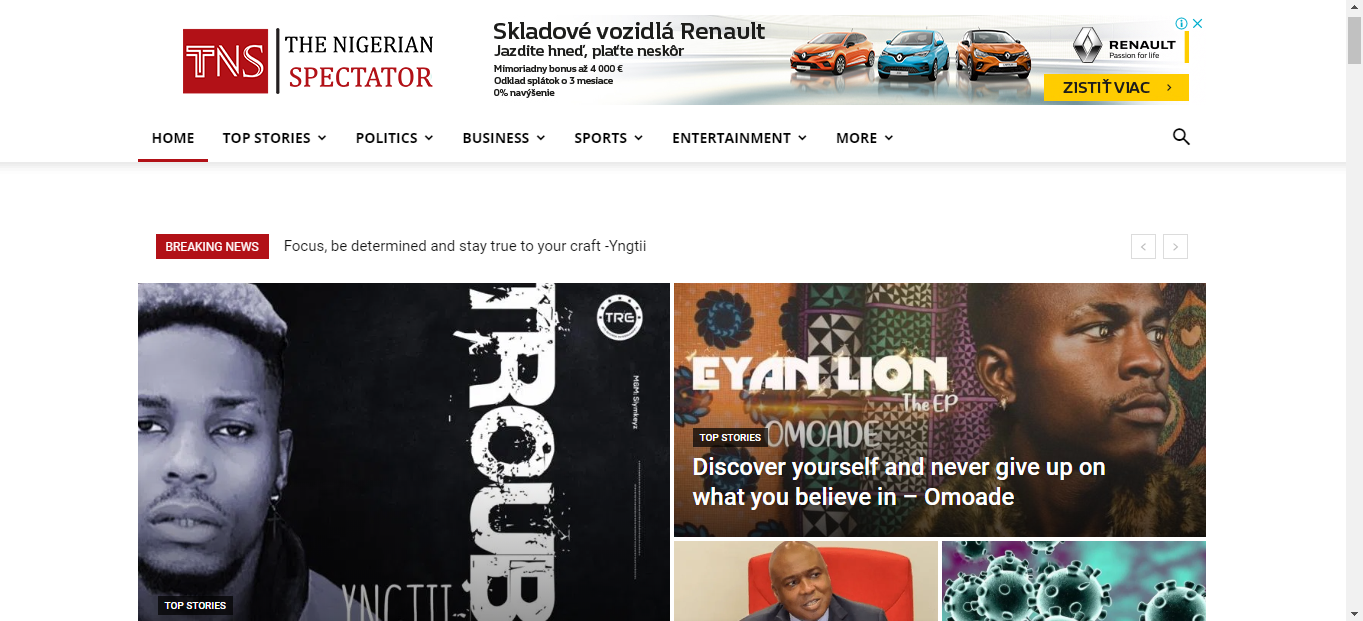 TNS
THE NIGERIAN
SPECTATOR
Skladové vozidlá Renault
Jazdite hneď, plaťte neskôr
Mimoriadny bonus až 4 000 €
Odklad splátok o 3 mesiace
0% navýšenie
RENAULT
Passion for life
ZISTIŤ VIAC
HOME TOP STORIES POLITICS BUSINESS SPORTS ENTERTAINMENT MORE
BREAKING NEWS Focus, be determined and stay true to your craft -Yngtii
TROUB
TRG
MGM: Slymkeyz
YNGTII
TOP STORIES
EYAN LION
The EP
OMOADE
TOP STORIES
Discover yourself and never give up on
what you believe in – Omoade